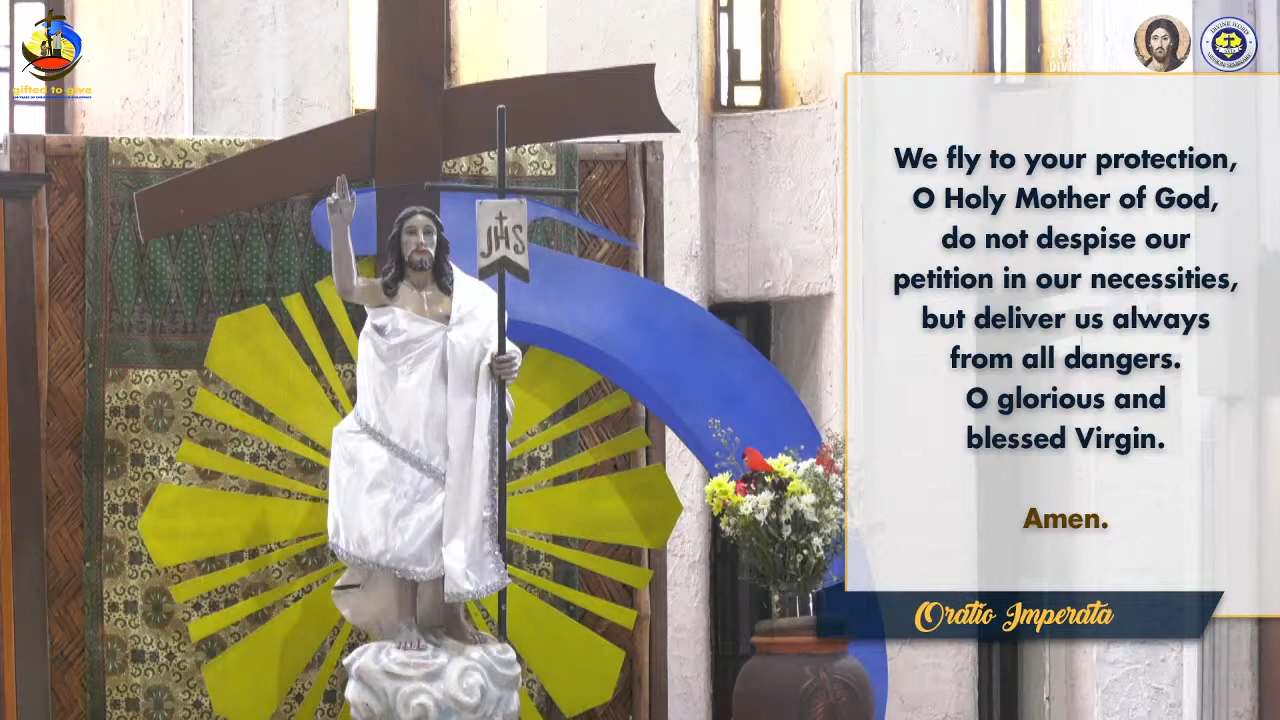 gifted to give
JHS
We fly to your protection,
O Holy Mother of God,
do not despise our
petition in our necessities,
but deliver us always
from all dangers.
O glorious and
blessed Virgin.
Amen.
Oratio Imperata